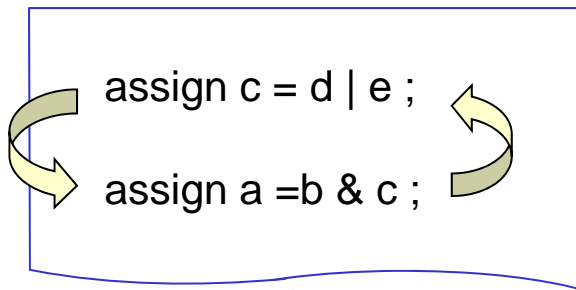 assign c = d | e ;
assign a =b & c ;